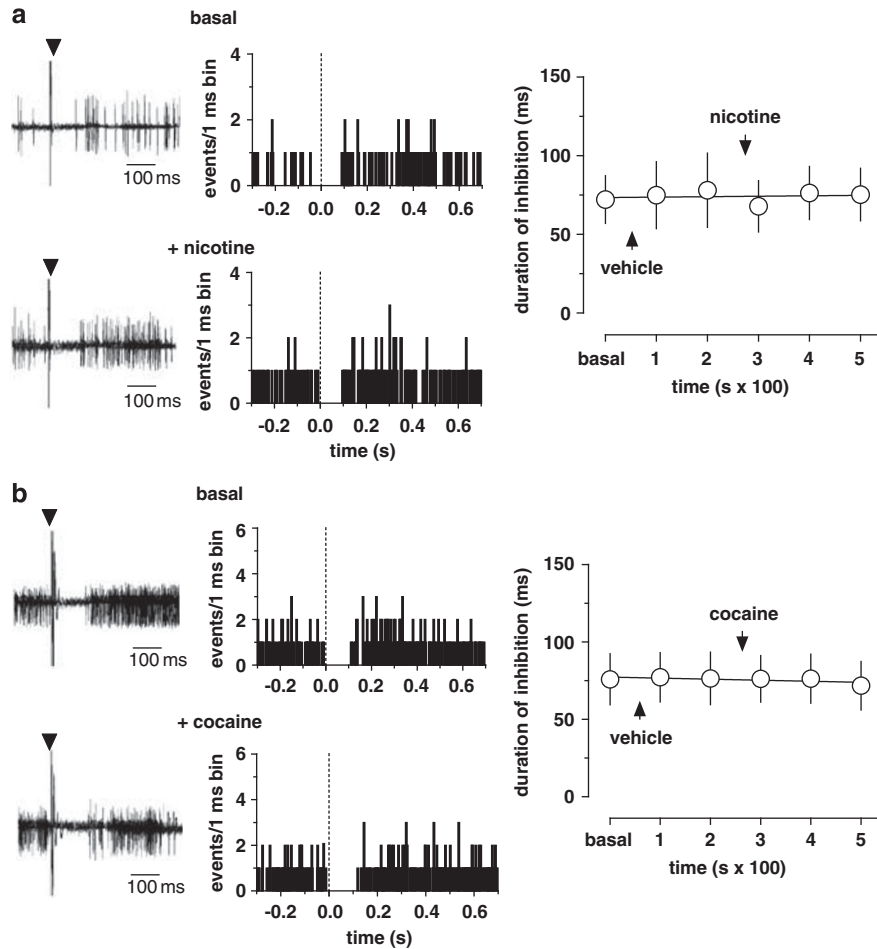 a
basal
100 ms
events/1 ms bin
4
2
0
-0.2 0.0 0.2 0.4 0.6
+ nicotine
100 ms
events/1 ms bin
4
2
0
-0.2 0.0 0.2 0.4 0.6
time (s)
duration of inhibition (ms)
150
100
75
50
0
nicotine
vehicle
basal 1 2 3 4 5
time (s x 100)
b
basal
100 ms
events/1 ms bin
6
4
2
0
-0.2 0.0 0.2 0.4 0.6
+ cocaine
100 ms
events/1 ms bin
6
4
2
0
-0.2 0.0 0.2 0.4 0.6
time (s)
duration of inhibition (ms)
150
100
75
50
0
cocaine
vehicle
basal 1 2 3 4 5
time (s x 100)